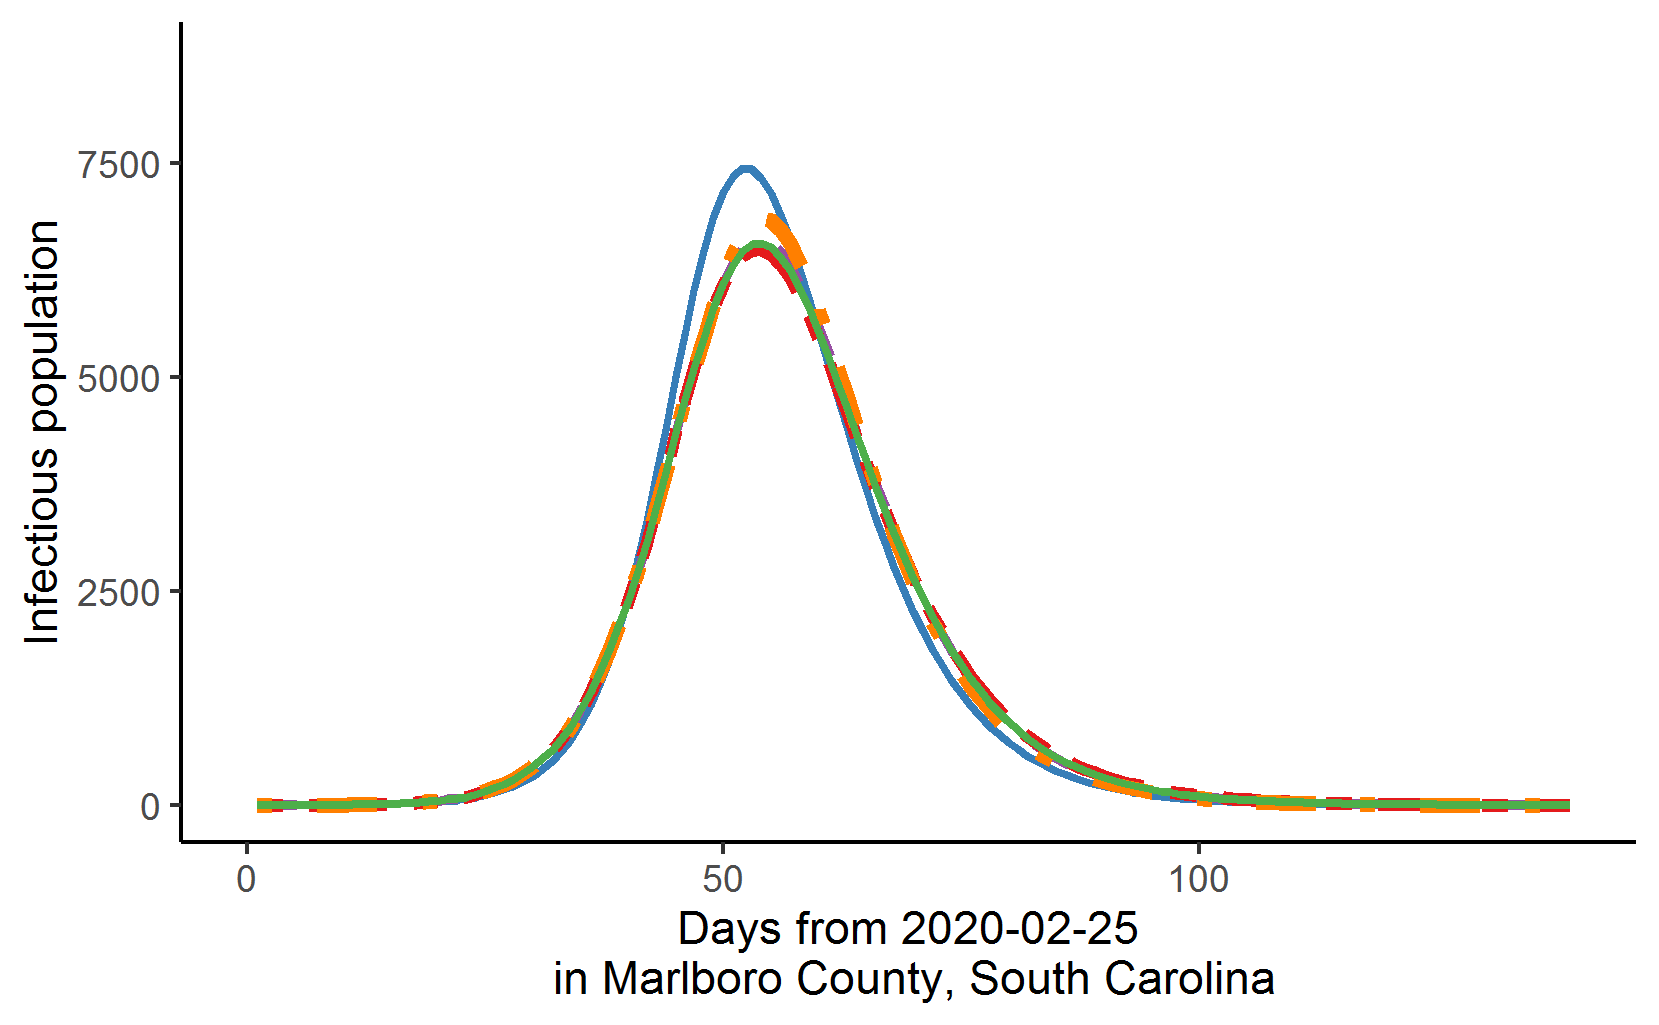 Infectious population
7500
5000
2500
0
0 50 100
Days from 2020-02-25
in Marlboro County, South Carolina